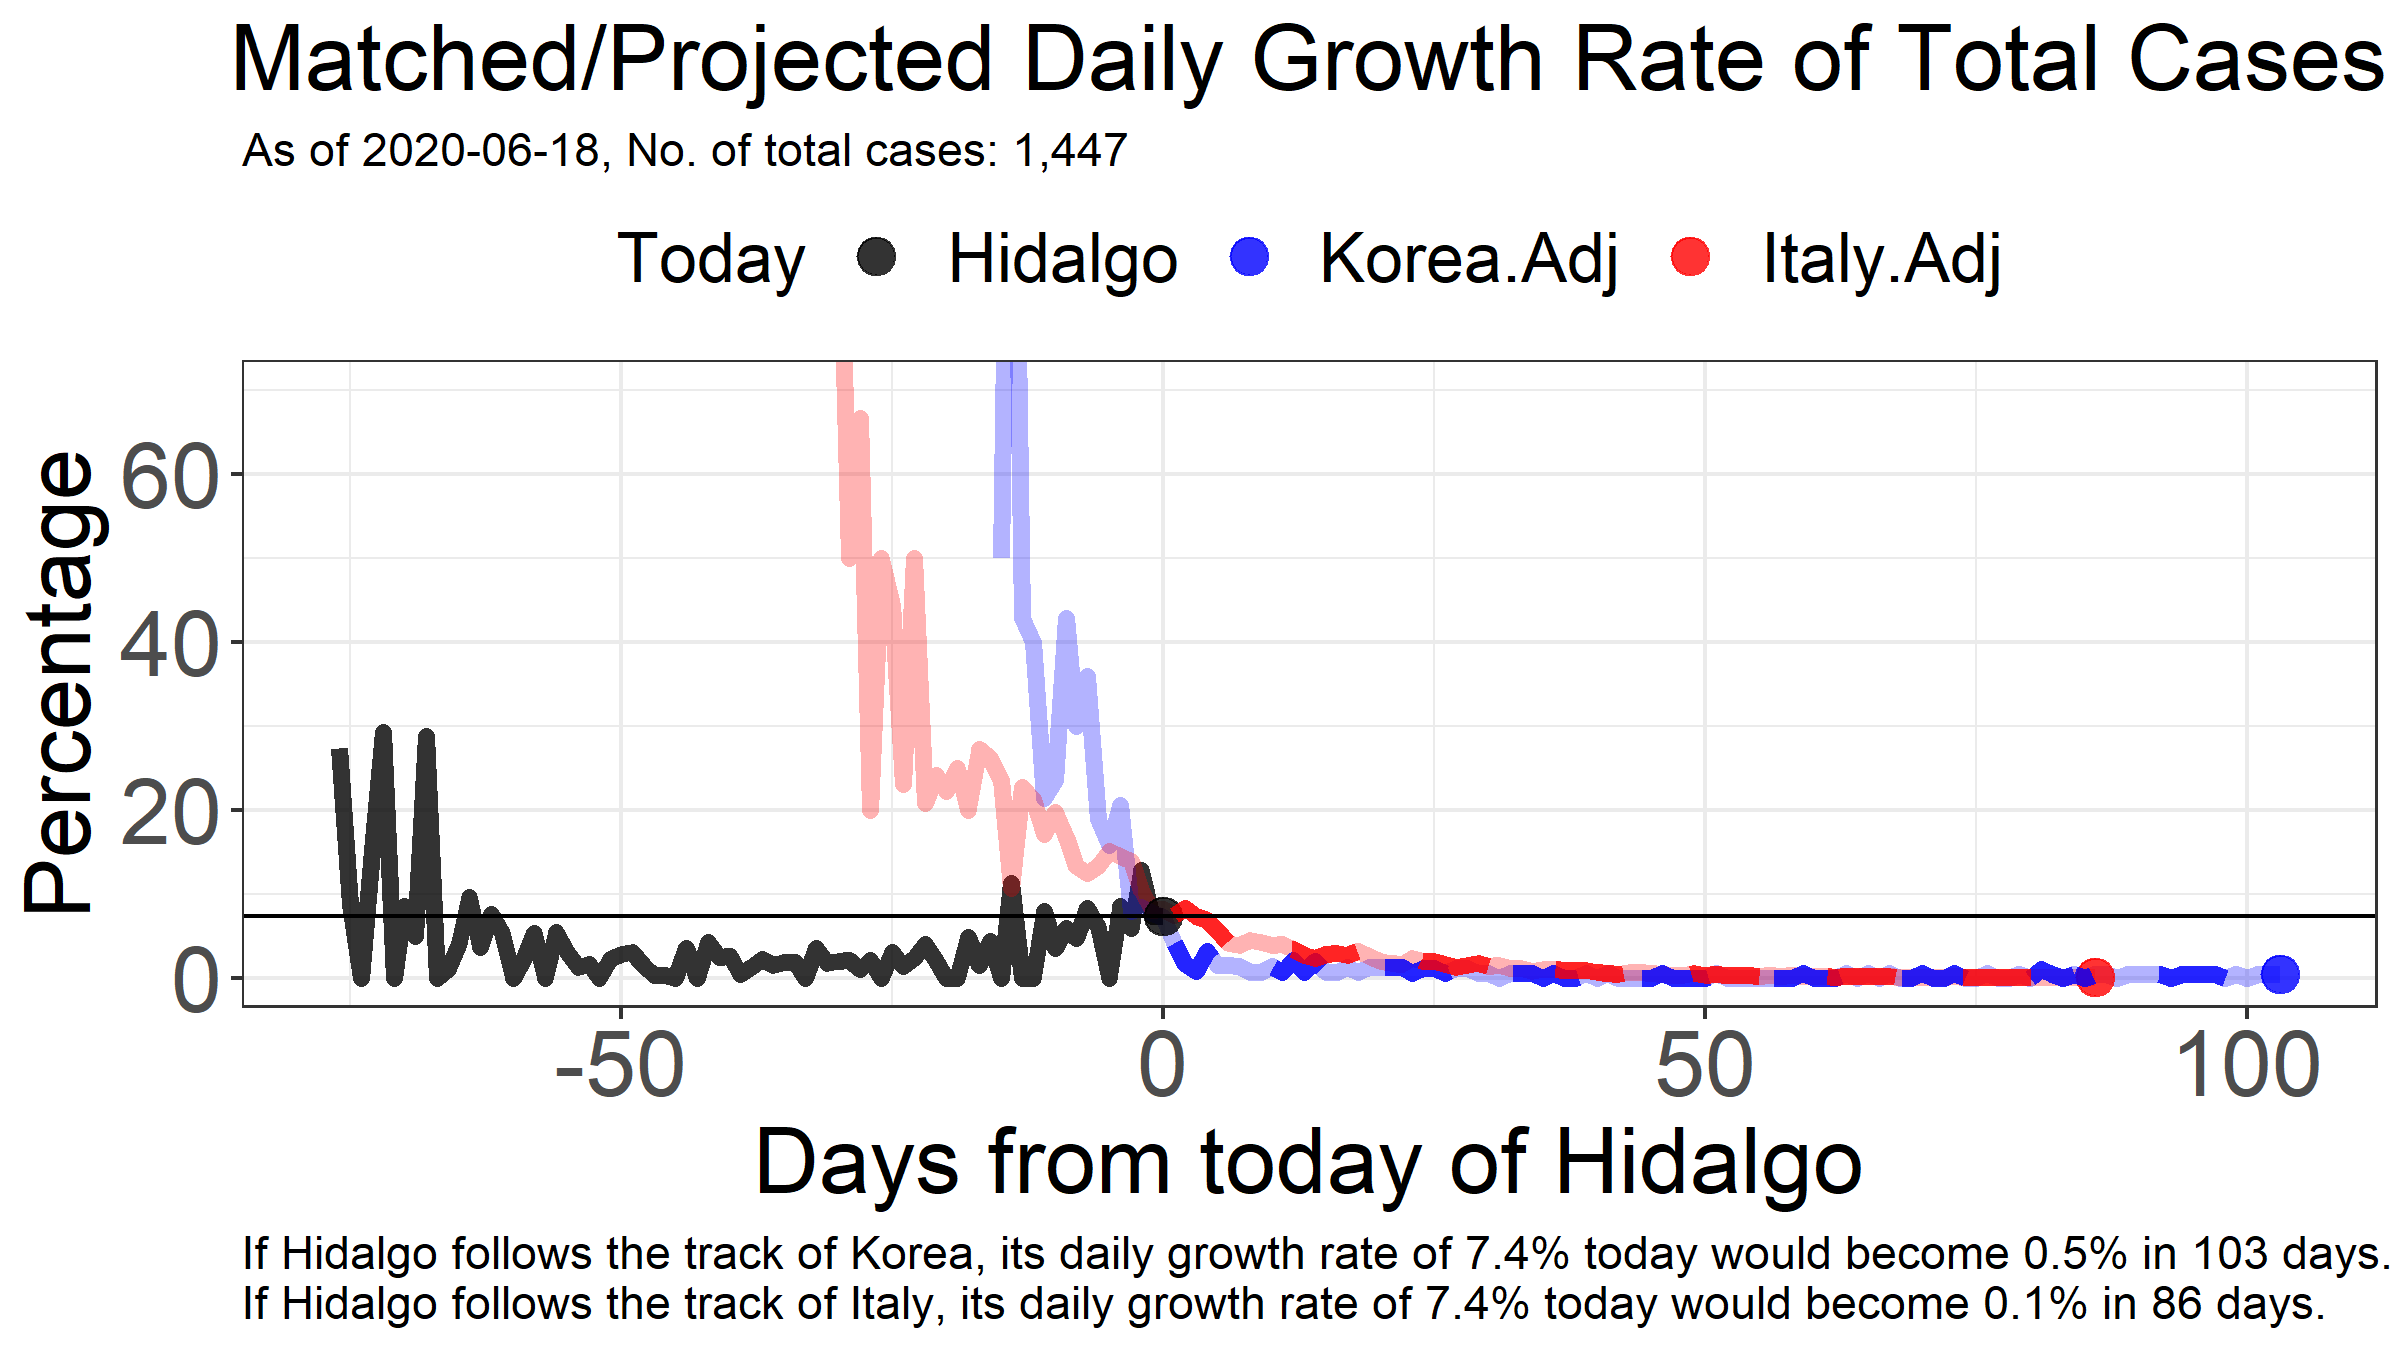 Matched/Projected Daily Growth Rate of Total Cases
As of 2020-06-18, No. of total cases: 1,447
Today Hidalgo Korea.Adj Italy.Adj
Percentage
60
40
20
0
-50 0 50 100
Days from today of Hidalgo
If Hidalgo follows the track of Korea, its daily growth rate of 7.4% today would become 0.5% in 103 days.
If Hidalgo follows the track of Italy, its daily growth rate of 7.4% today would become 0.1% in 86 days.